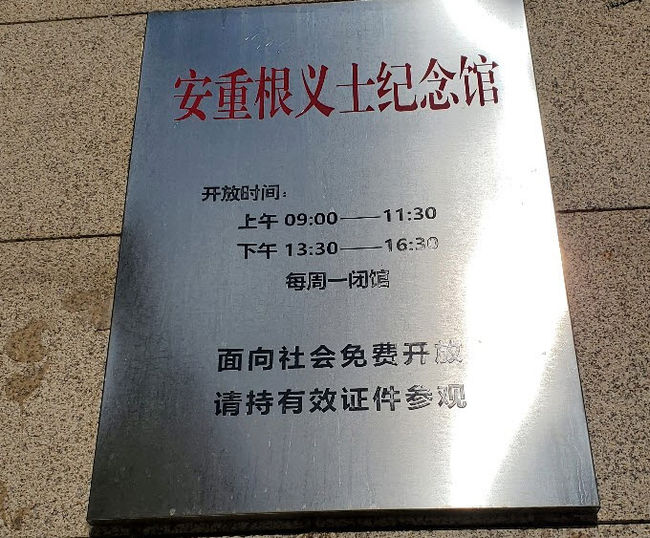 安重根义士纪念馆
开放时间：
上午 09:00——11:30
下午 13:30——16:30
每周一闭馆
面向社会免费开放
请持有效证件参观